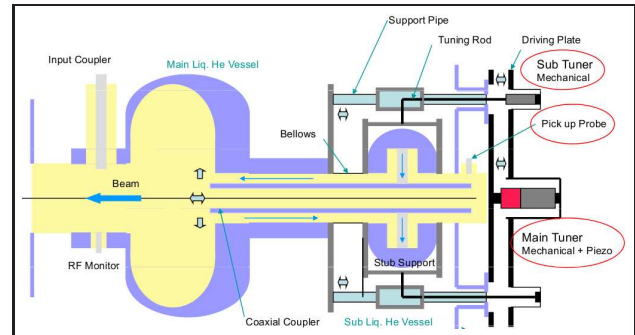 Support Pipe
Tuning Rod
Driving Plate
Input Coupler
Main Liq. He Vessel
Sub Tuner
Mechanical
Bellows
Pick up Probe
Beam
Main Tuner
Mechanical + Piezo
RF Monitor
Stub Support
Coaxial Coupler
Sub Liq. He Vessel